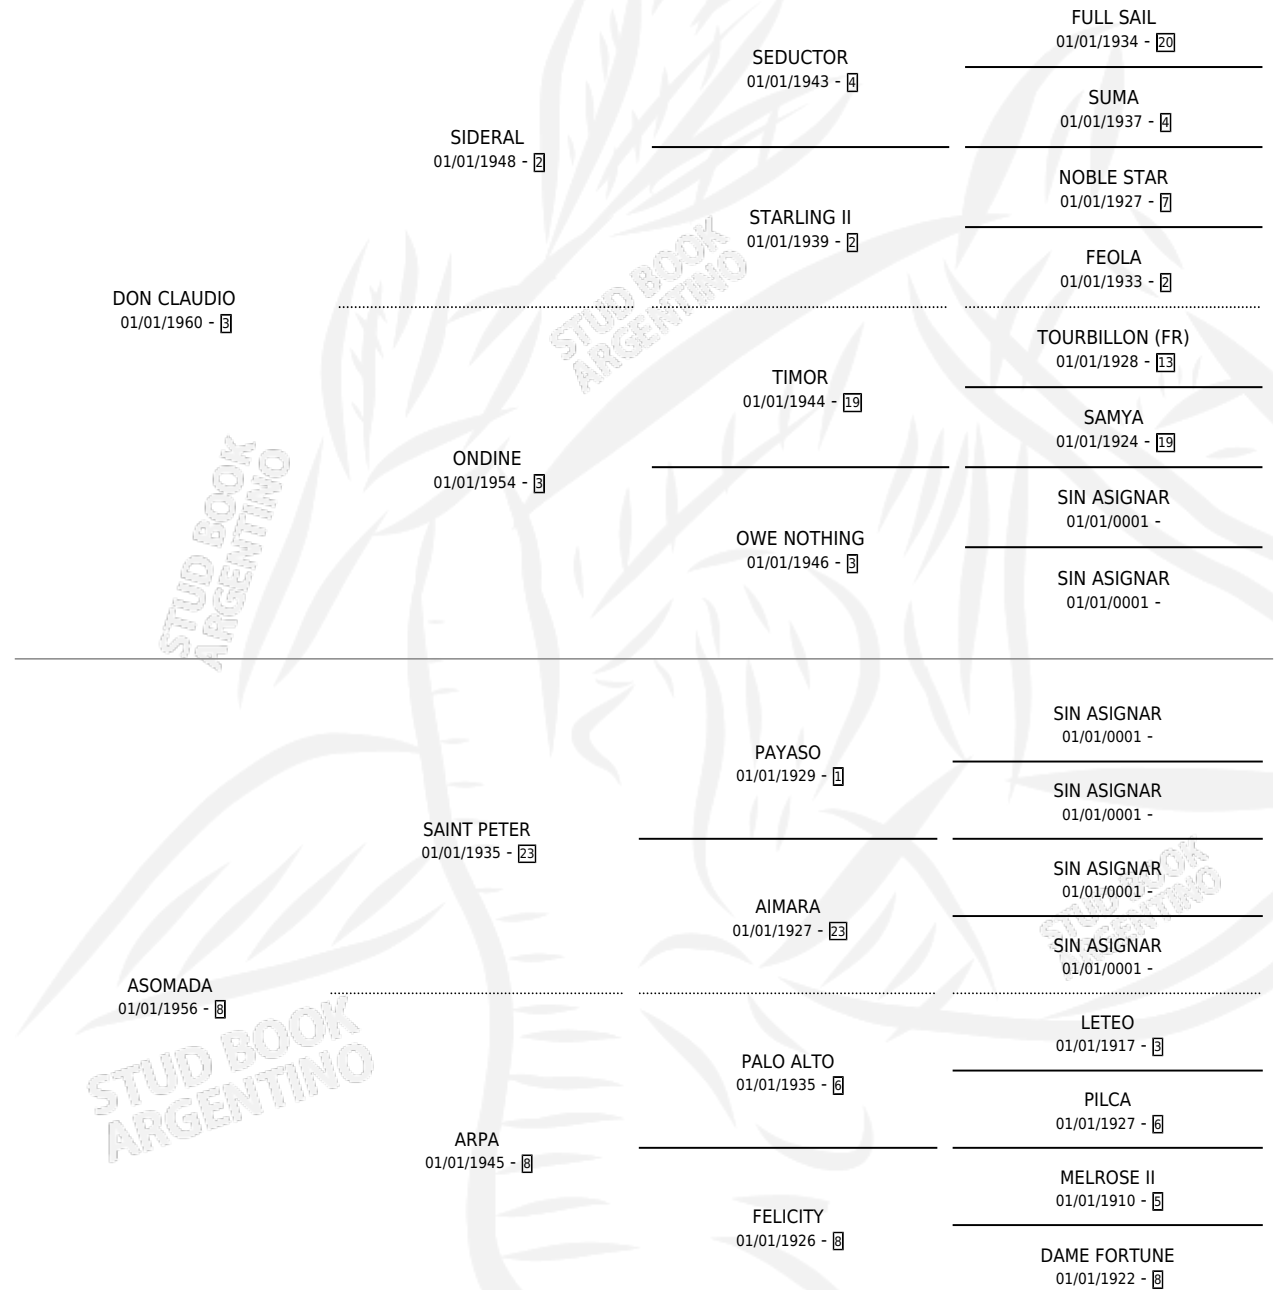 DON CLAUDIO
01/01/1960 - 3
SIDERAL
01/01/1948 - 2
SEDUCTOR
01/01/1943 - 4
FULL SAIL
01/01/1934 - 20
SUMA
01/01/1937 - 4
STARLING II
01/01/1939 - 2
NOBLE STAR
01/01/1927 - 7
FEOLA
01/01/1933 - 2
ONDINE
01/01/1954 - 3
TIMOR
01/01/1944 - 19
TOURBILLON (FR)
01/01/1928 - 13
SAMYA
01/01/1924 - 19
OWE NOTHING
01/01/1946 - 3
SIN ASIGNAR
01/01/0001 -
SIN ASIGNAR
01/01/0001 -
ASOMADA
01/01/1956 - 8
SAINT PETER
01/01/1935 - 23
PAYASO
01/01/1929 - 1
SIN ASIGNAR
01/01/0001 -
SIN ASIGNAR
01/01/0001 -
AIMARA
01/01/1927 - 23
SIN ASIGNAR
01/01/0001 -
SIN ASIGNAR
01/01/0001 -
ARPA
01/01/1945 - 8
PALO ALTO
01/01/1935 - 6
LETEO
01/01/1917 - 3
PILCA
01/01/1927 - 6
FELICITY
01/01/1926 - 8
MELROSE II
01/01/1910 - 5
DAME FORTUNE
01/01/1922 - 8
STUD BOOK
ARGENTINO
STUD BOOK
ARGENTINO
STUD BOOK
ARGENTINO
STUD BOOK
ARGENTINO